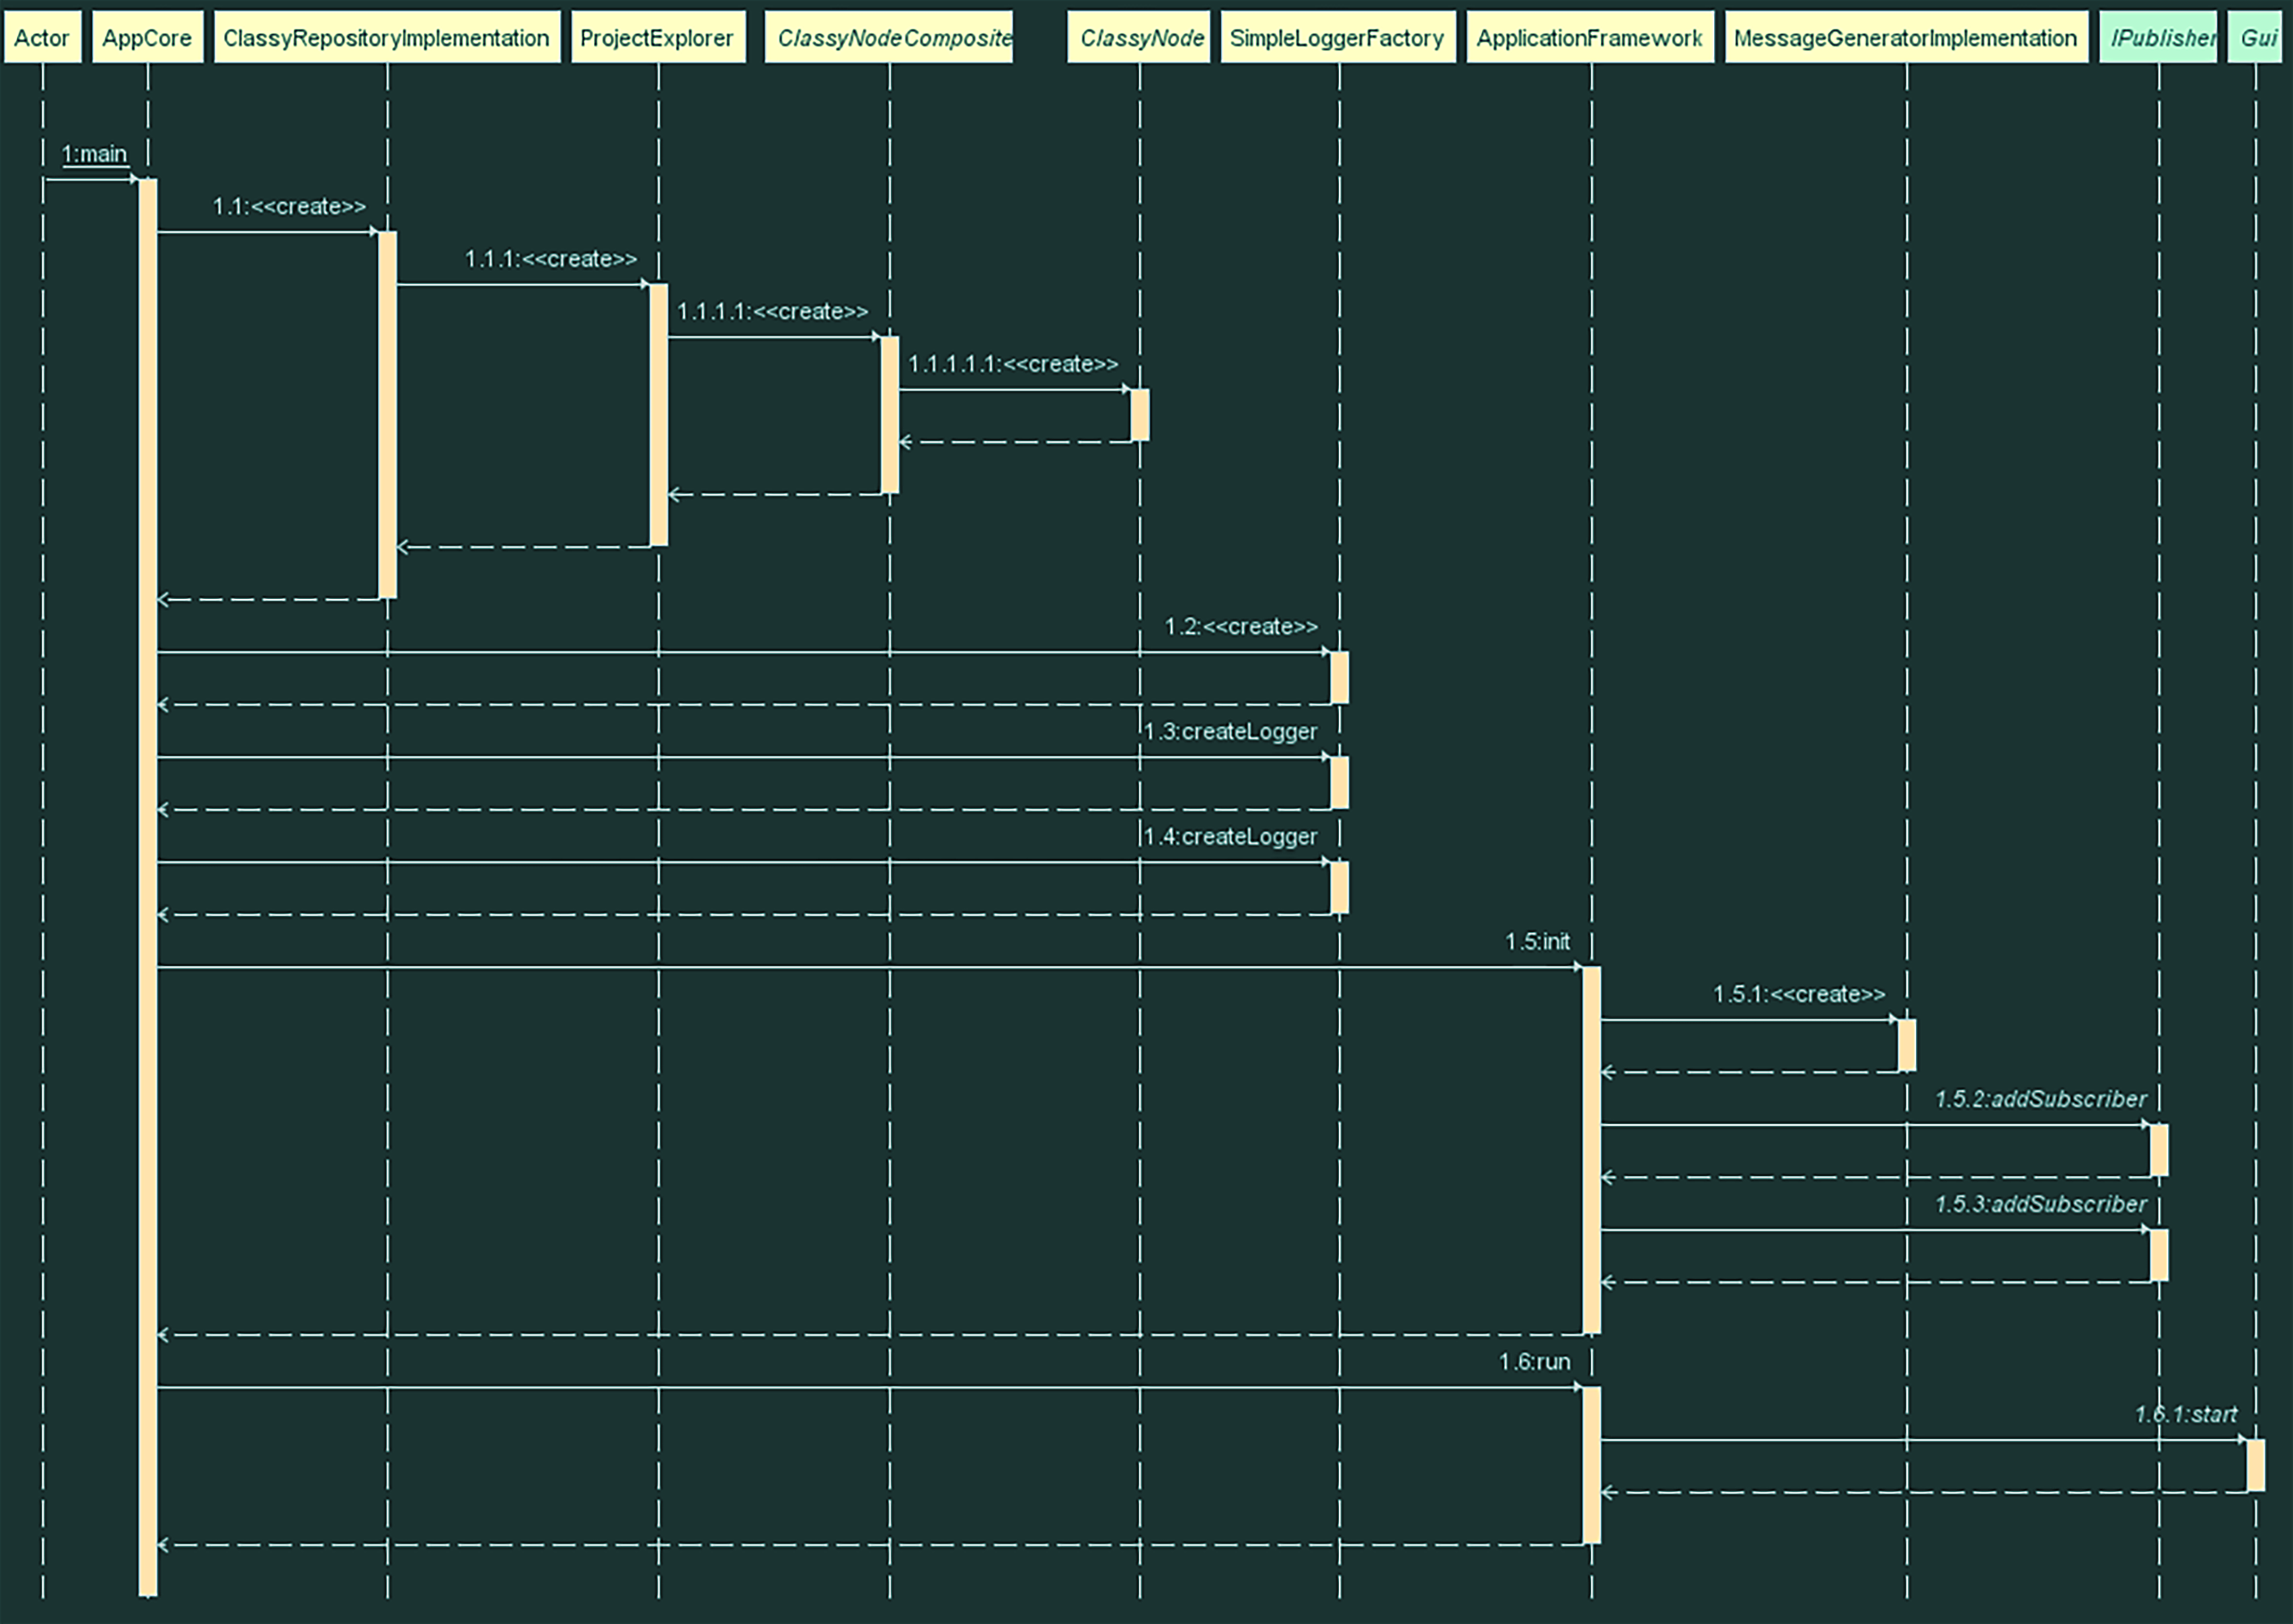 Actor
AppCore
ClassyRepositoryImplementation
ProjectExplorer
ClassyNodeComposite
ClassyNode
SimpleLoggerFactory
ApplicationFramework
MessageGeneratorImplementation
IPublisher
Gui
1:main
1.1:<<create>>
1.1.1:<<create>>
1.1.1.1:<<create>>
1.1.1.1.1:<<create>>
1.2:<<create>>
1.3:createLogger
1.4:createLogger
1.5:init
1.5.1:<<create>>
1.5.2:addSubscriber
1.5.3:addSubscriber
1.6:run
1.6.1:start